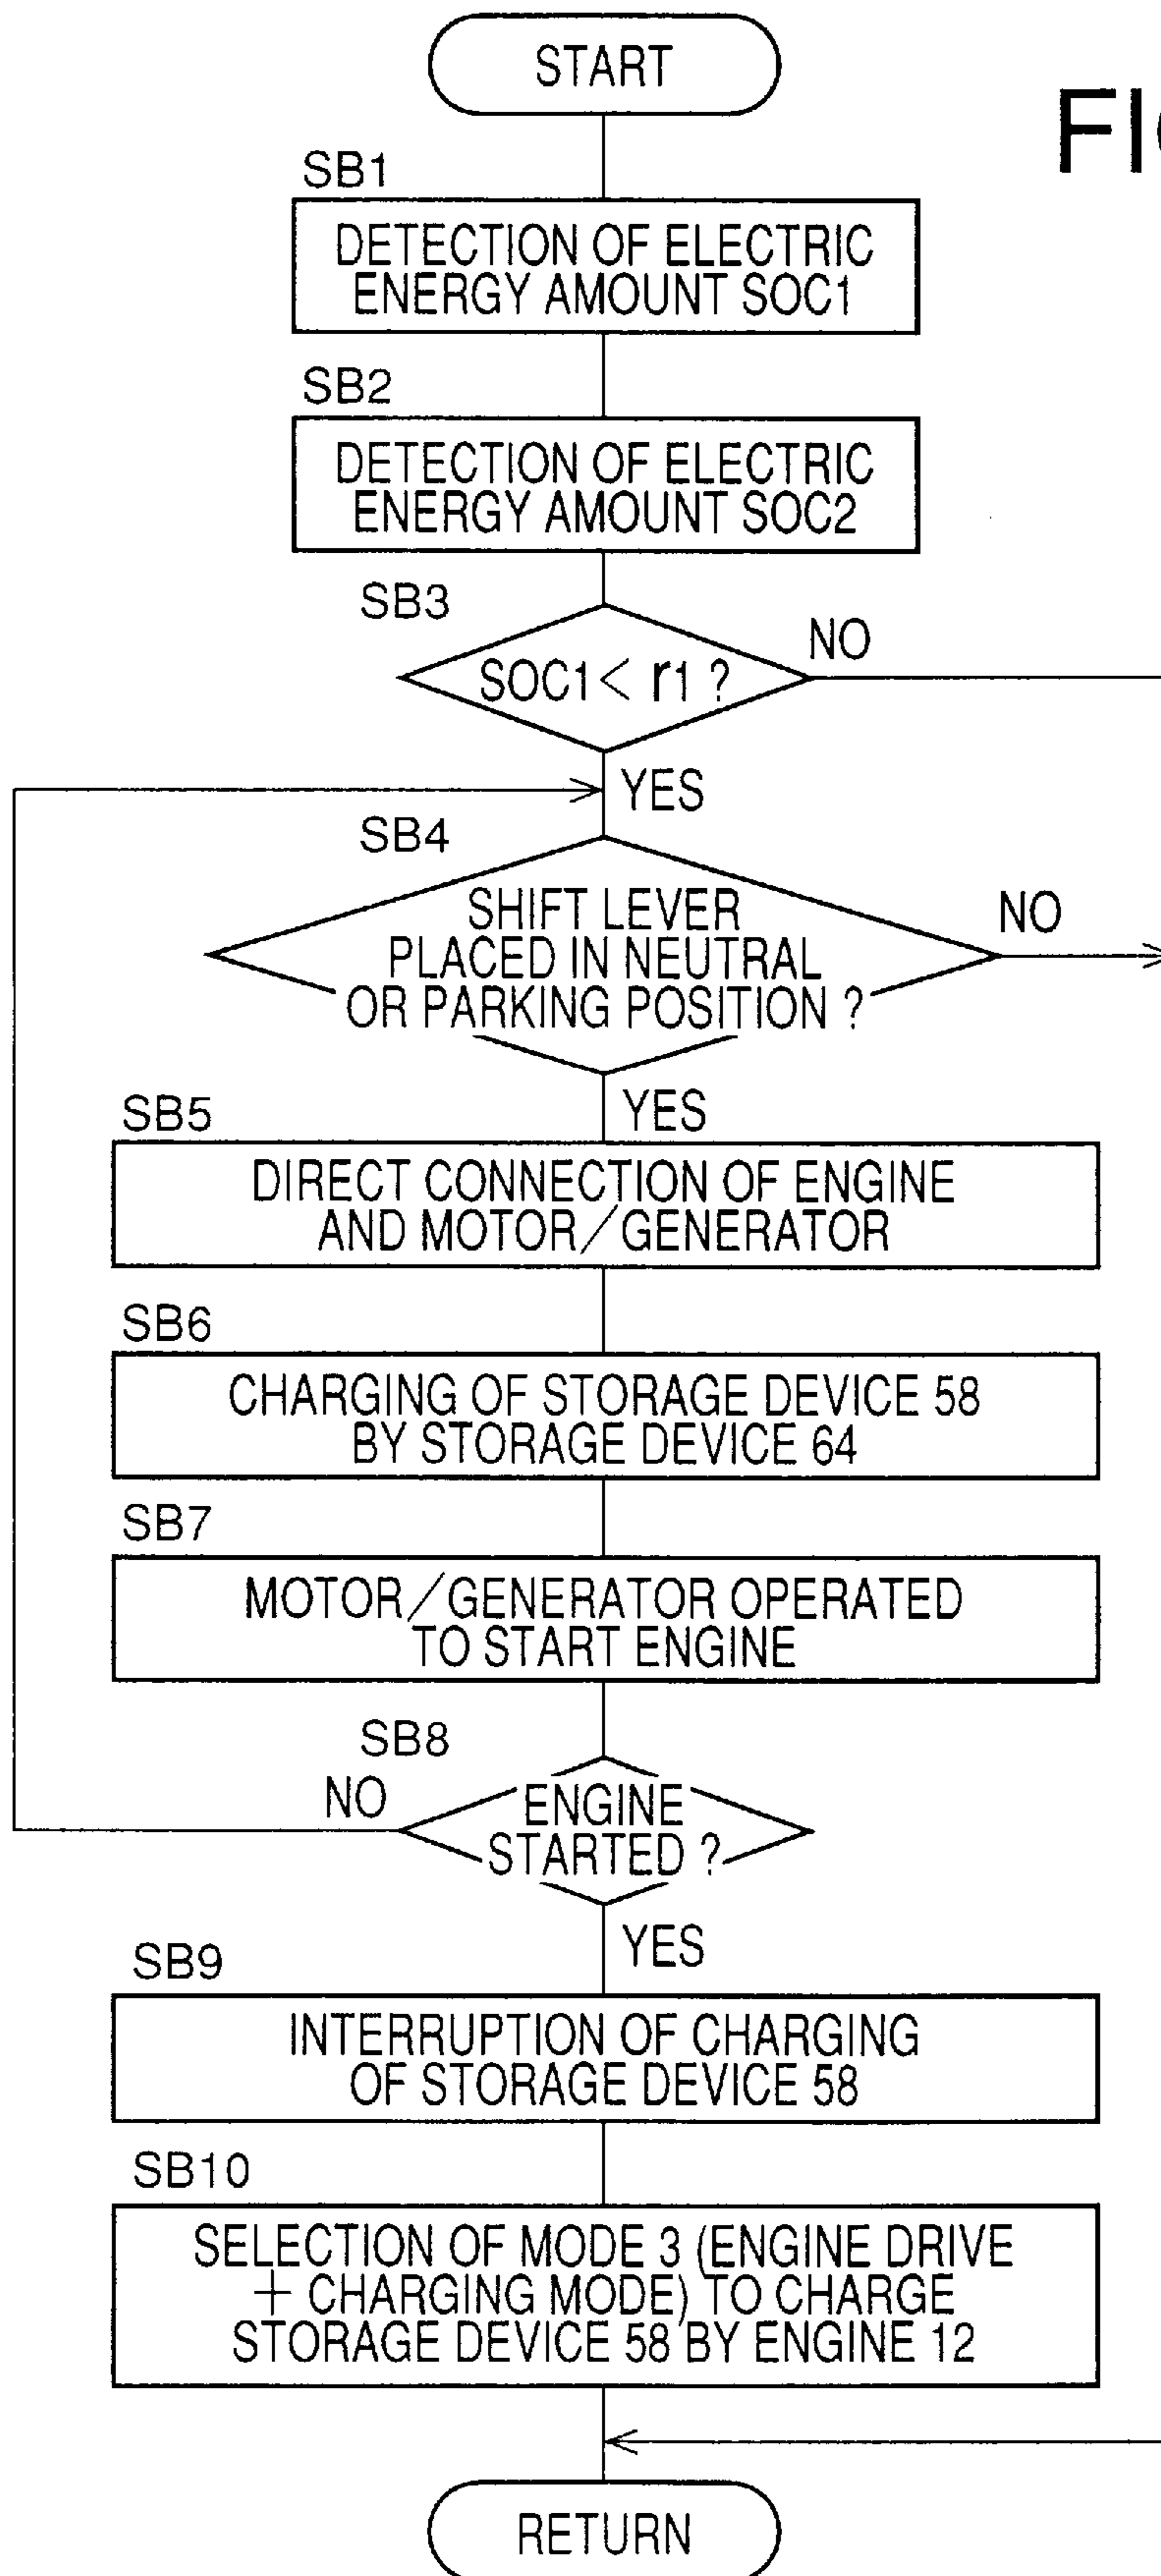 START
FIG
SB1
DETECTION OF ELECTRIC
ENERGY AMOUNT SOC1
SB2
DETECTION OF ELECTRIC
ENERGY AMOUNT SOC2
SB3
SOC1< r1 ?
NO
YES
SB4
SHIFT LEVER
PLACED IN NEUTRAL
OR PARKING POSITION ?
NO
YES
SB5
DIRECT CONNECTION OF ENGINE
AND MOTOR/GENERATOR
SB6
CHARGING OF STORAGE DEVICE 58
BY STORAGE DEVICE 64
SB7
MOTOR/GENERATOR OPERATED
TO START ENGINE
SB8
NO
ENGINE
STARTED ?
YES
SB9
INTERRUPTION OF CHARGING
OF STORAGE DEVICE 58
SB10
SELECTION OF MODE 3 (ENGINE DRIVE
+ CHARGING MODE) TO CHARGE
STORAGE DEVICE 58 BY ENGINE 12
RETURN